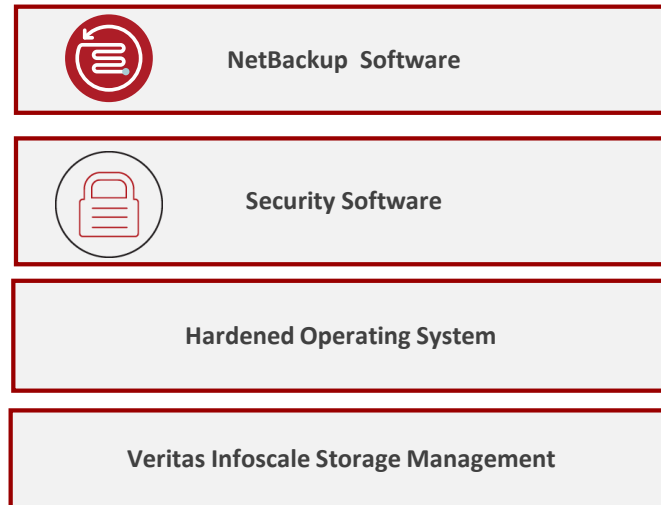 NetBackup Software
Security Software
Hardened Operating System
Veritas Infoscale Storage Management